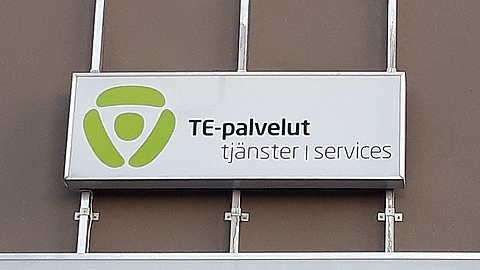 TE-palvelut
tjänster | services